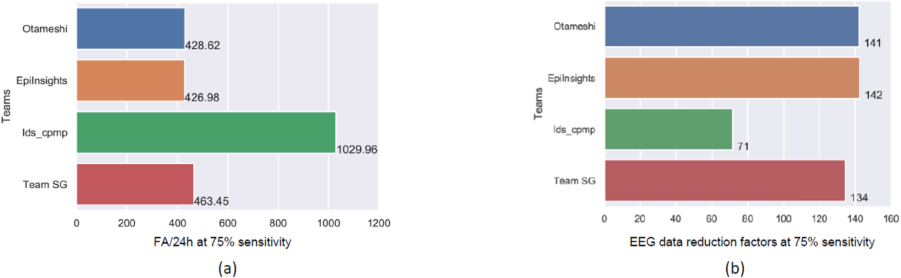 Teams
Otameshi
428.62
EpiInsights
426.98
Ids_cpmp
1029.96
Team SG
463.45
0 200 400 600 800 1000 1200
FA/24h at 75% sensitivity
(a)
Teams
Otameshi
141
EpiInsights
142
Ids_cpmp
71
Team SG
134
0 20 40 60 80 100 120 140 160
EEG data reduction factors at 75% sensitivity
(b)